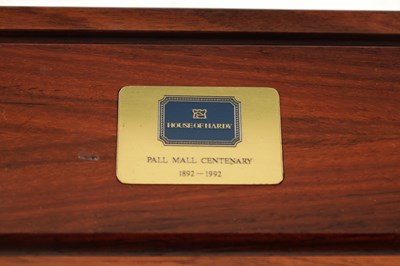 HOUSE OF HARDY
PALL MALL CENTENARY
1892 — 1992